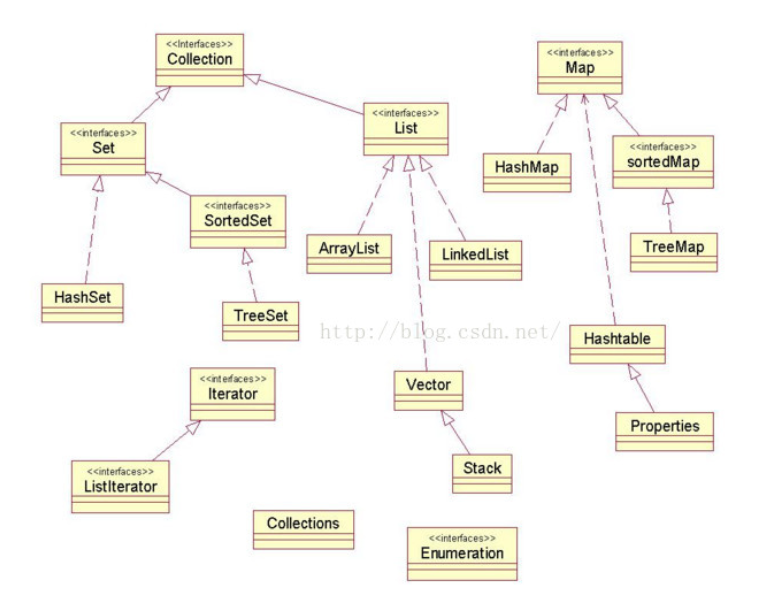 <<Interfaces>>
Collection
<<interfaces>>
Map
<<interfaces>>
List
<<interfaces>>
Set
<<interfaces>>
sortedMap
HashMap
<<interfaces>>
SortedSet
ArrayList
LinkedList
TreeMap
HashSet
TreeSet
http://blog.csdn.net/
Hashtable
<<interfaces>>
Iterator
Vector
Properties
<<interfaces>>
ListIterator
Stack
Collections
<<interfaces>>
Enumeration